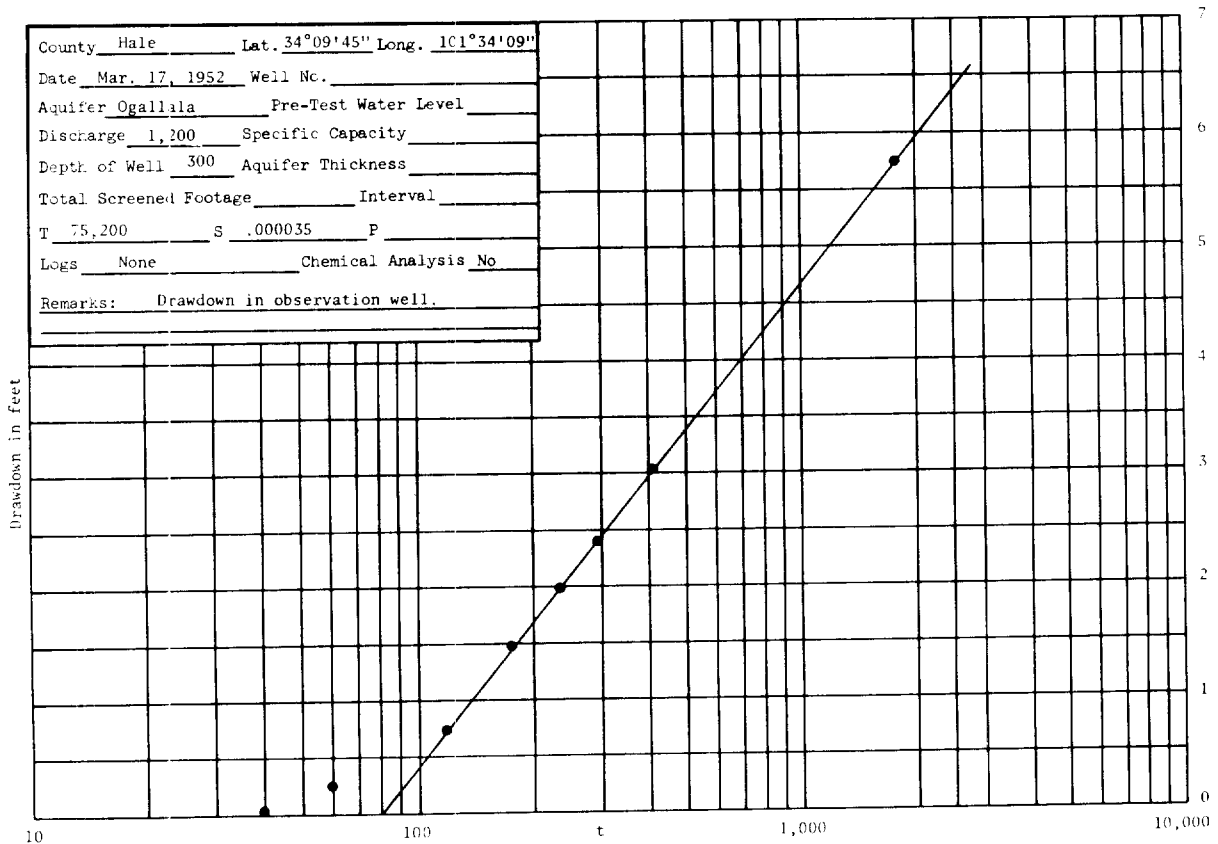 County Hale Lat. 34°09'45" Long. 101°34'09"
Date Mar. 17, 1952 Well No.
Aquifer Ogallala Pre-Test Water Level
Discharge 1,200 Specific Capacity
Depth of Well 300 Aquifer Thickness
Total Screened Footage Interval
T 75,200 S .000035 P
Logs None Chemical Analysis No
Remarks: Drawdown in observation well.
Drawdown in feet
7
6
5
4
3
2
1
0
10 100 t 1,000 10,000